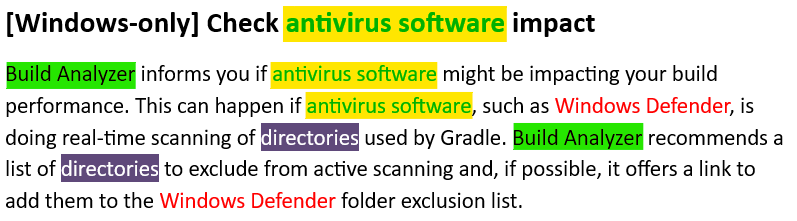 [Windows-only] Check antivirus software impact
Build Analyzer informs you if antivirus software might be impacting your build
performance. This can happen if antivirus software, such as Windows Defender, is
doing real-time scanning of directories used by Gradle. Build Analyzer recommends a
list of directories to exclude from active scanning and, if possible, it offers a link to
add them to the Windows Defender folder exclusion list.